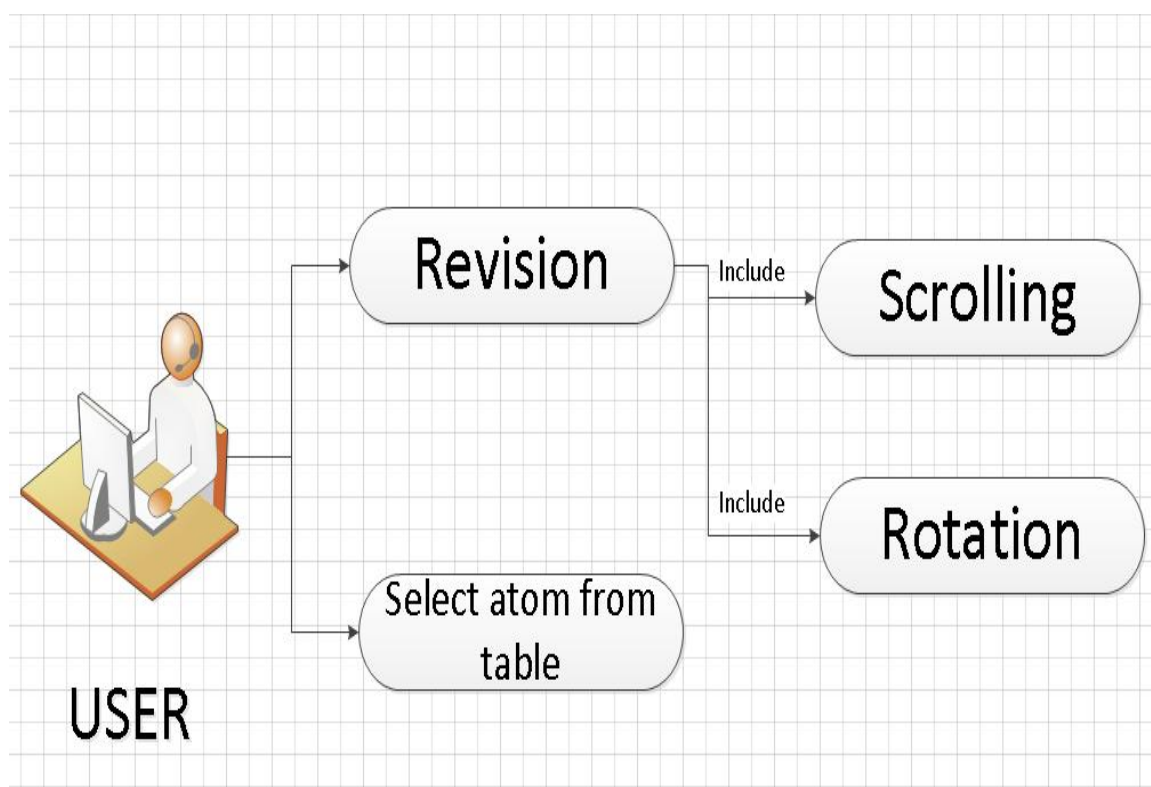 Revision
Include
Scrolling
Include
Rotation
Select atom from
table
USER